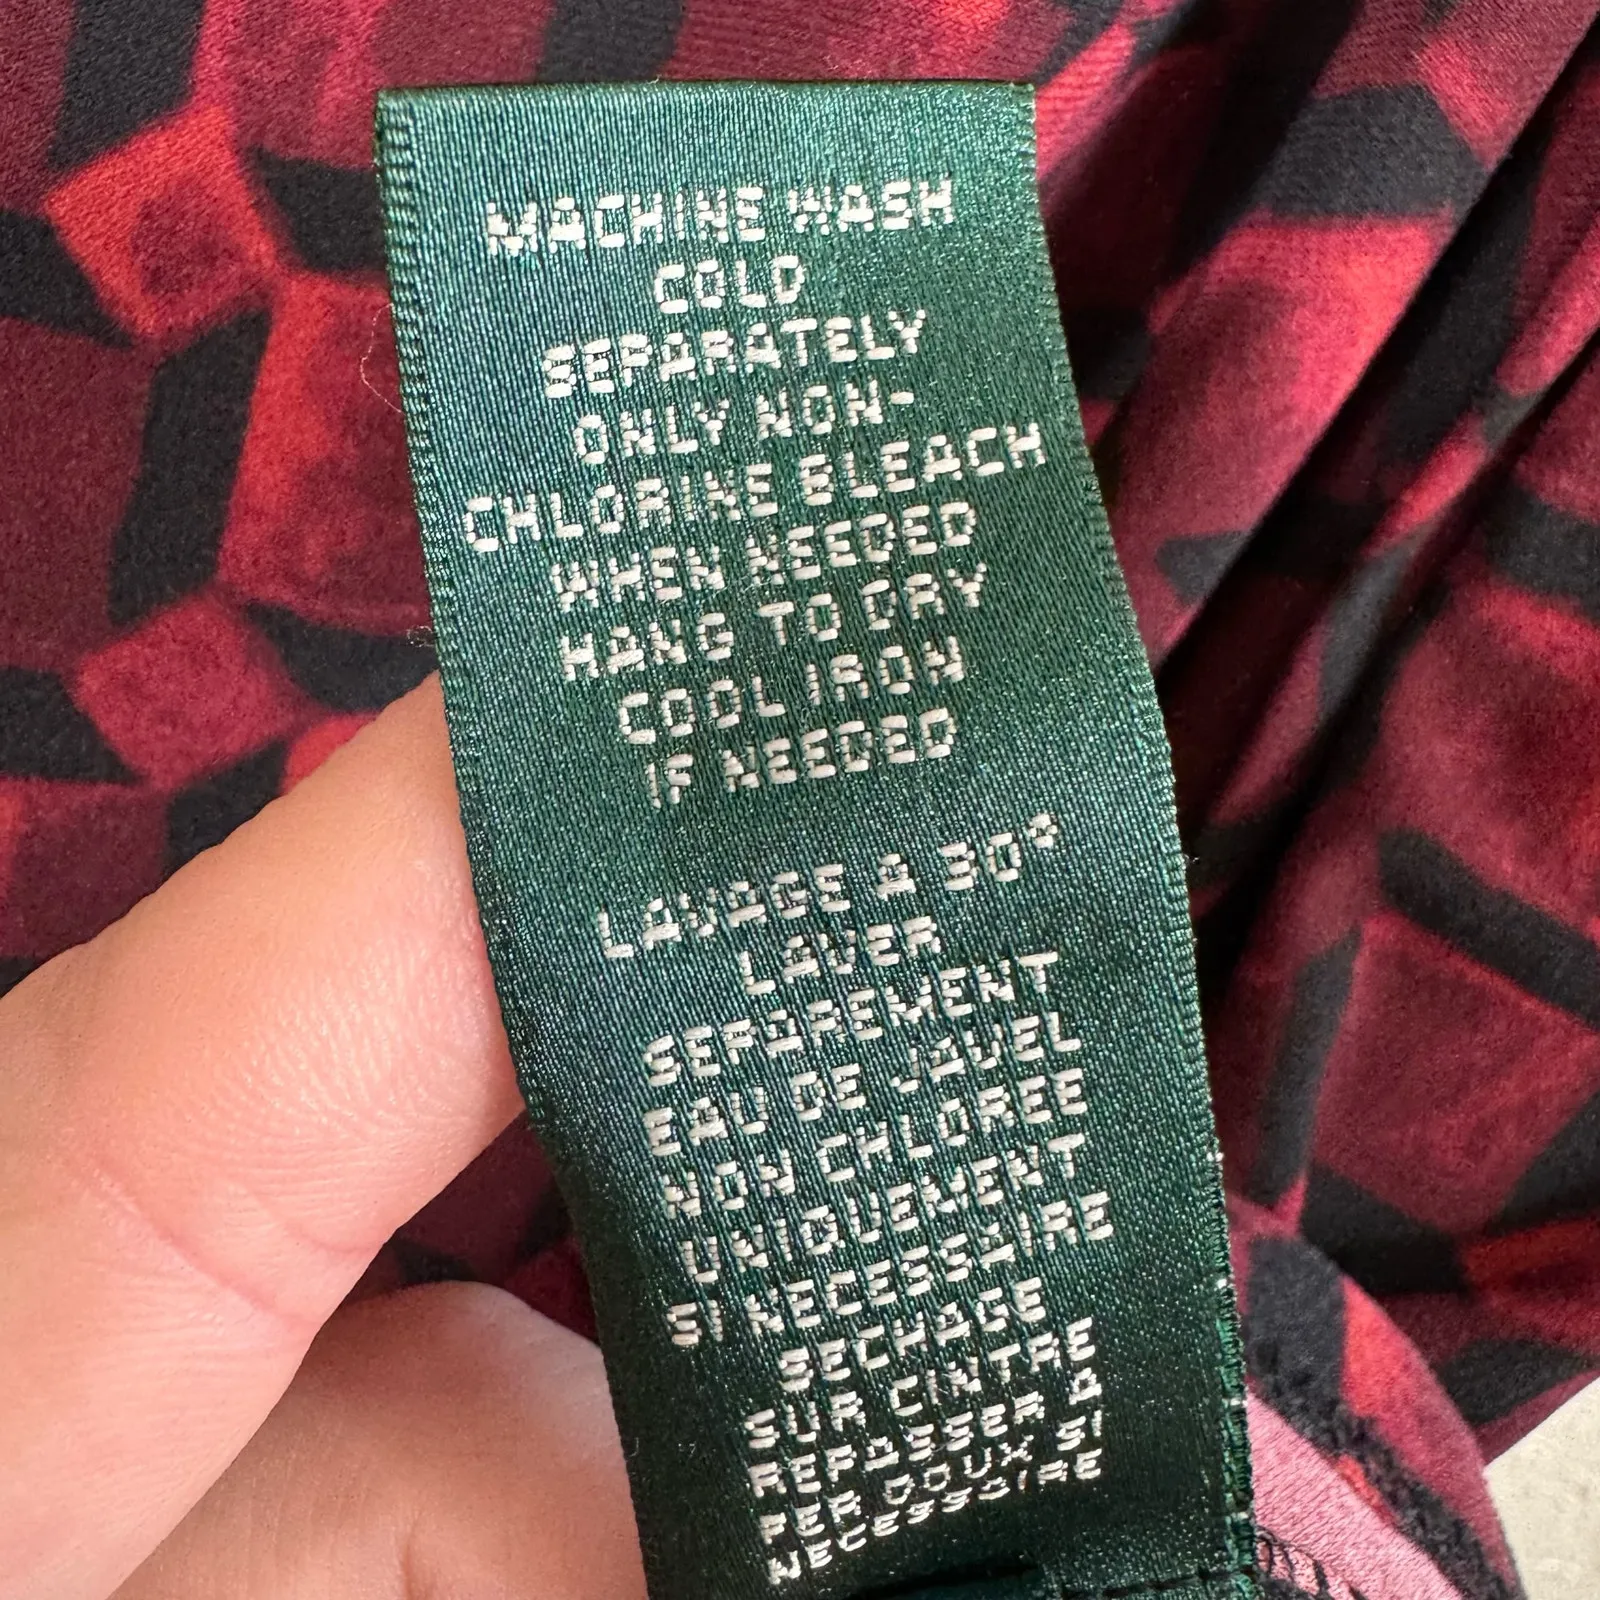 MACHINE WASH
COLD
SEPARATELY
ONLY NON-
CHLORINE BLEACH
WHEN NEEDED
HANG TO DRY
COOL IRON
IF NEEDED
LAVAGE A 30°
LAVER
SEPAREMENT
EAU DE JAVEL
NON CHLOREE
UNIQUEMENT
SI NECESSAIRE
SECHAGE
SUR CINTRE
REPASSER A
FER DOUX SI
NECESSAIRE